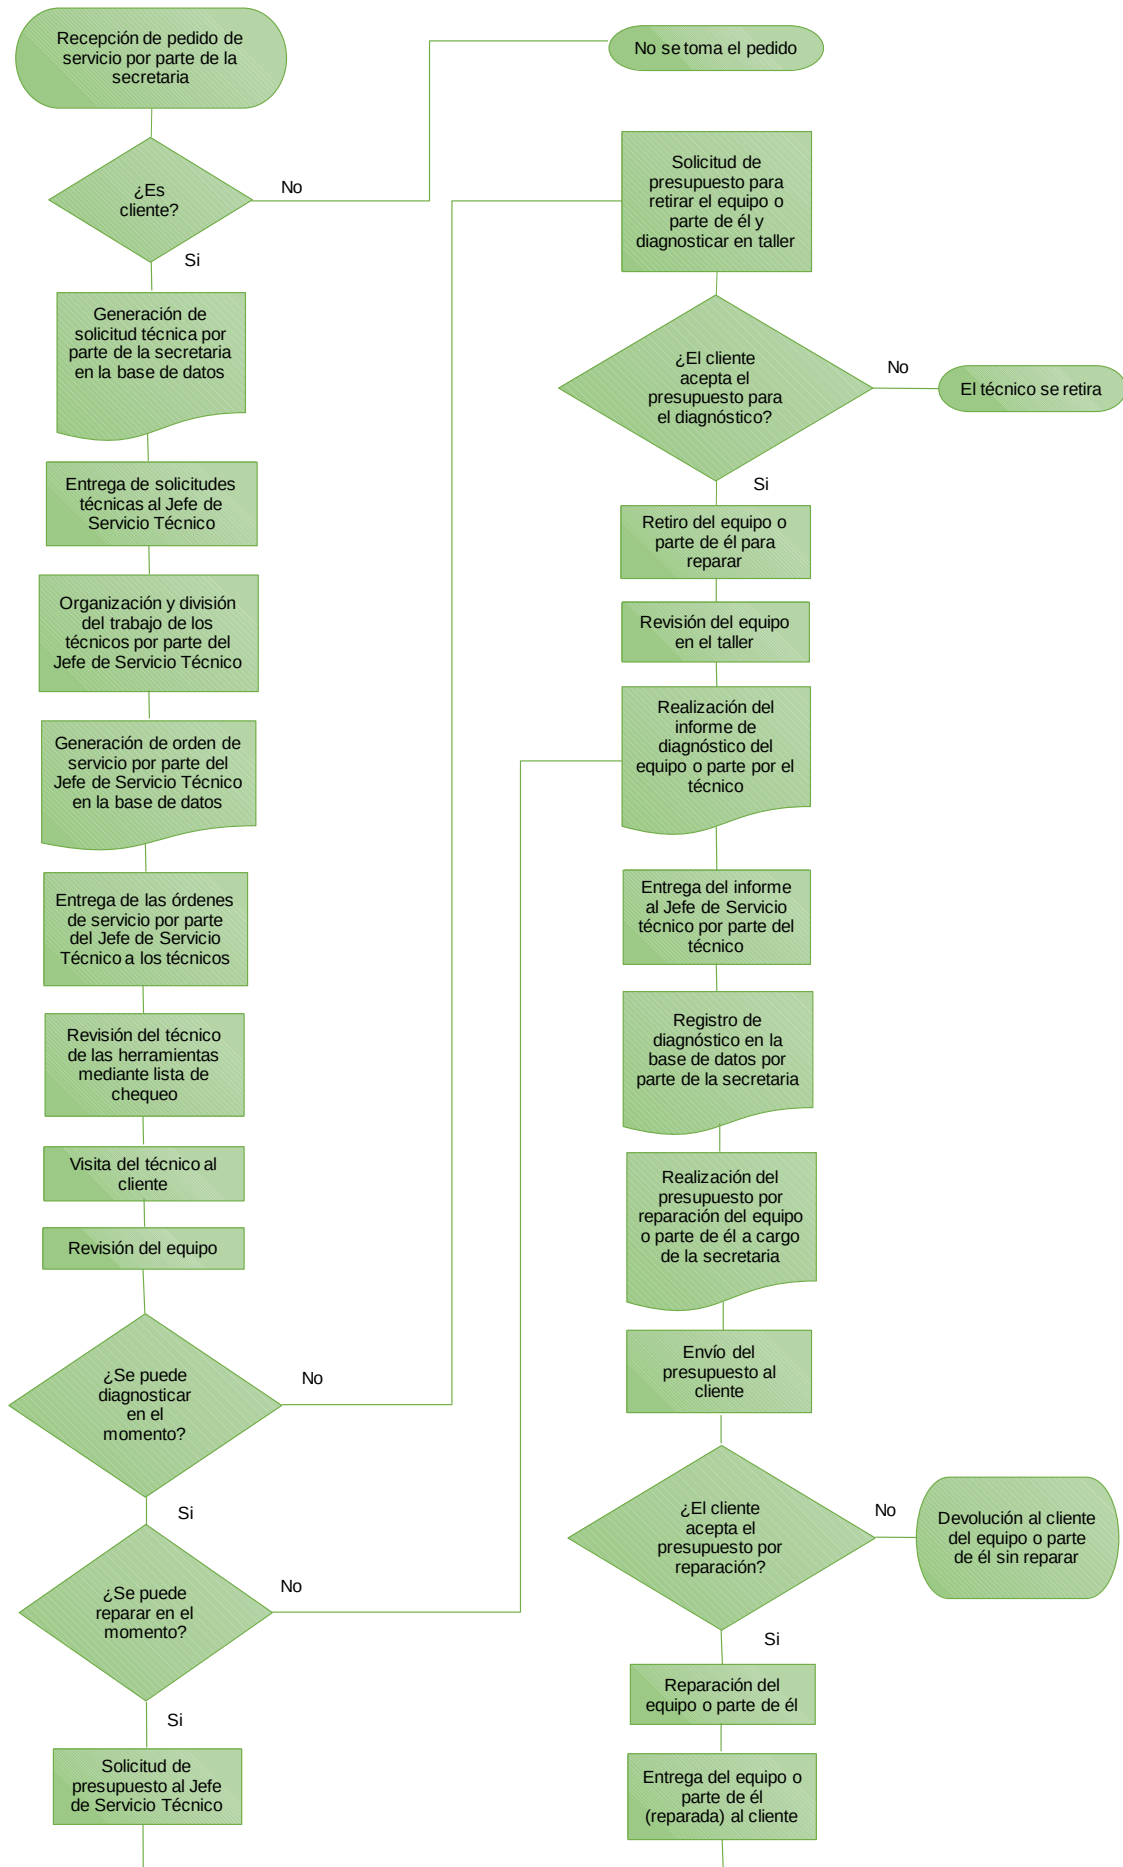 Recepción de pedido de
servicio por parte de la
secretaria
¿Es
cliente?
No
Si
Generación de
solicitud técnica por
parte de la secretaria
en la base de datos
Entrega de solicitudes
técnicas al Jefe de
Servicio Técnico
Organización y división
del trabajo de los
técnicos por parte del
Jefe de Servicio Técnico
Generación de orden de
servicio por parte del
Jefe de Servicio Técnico
en la base de datos
Entrega de las órdenes
de servicio por parte
del Jefe de Servicio
Técnico a los técnicos
Revisión del técnico
de las herramientas
mediante lista de
chequeo
Visita del técnico al
cliente
Revisión del equipo
¿Se puede
diagnosticar
en el
momento?
No
Si
¿Se puede
reparar en el
momento?
No
Si
Solicitud de
presupuesto al Jefe
de Servicio Técnico
No se toma el pedido
Solicitud de
presupuesto para
retirar el equipo o
parte de él y
diagnosticar en taller
¿El cliente
acepta el
presupuesto para
el diagnóstico?
No
El técnico se retira
Si
Retiro del equipo o
parte de él para
reparar
Revisión del equipo
en el taller
Realización del
informe de
diagnóstico del
equipo o parte por el
técnico
Entrega del informe
al Jefe de Servicio
técnico por parte del
técnico
Registro de
diagnóstico en la
base de datos por
parte de la secretaria
Realización del
presupuesto por
reparación del equipo
o parte de él a cargo
de la secretaria
Envío del
presupuesto al
cliente
¿El cliente
acepta el
presupuesto por
reparación?
No
Devolución al cliente
del equipo o parte
de él sin reparar
Si
Reparación del
equipo o parte de él
Entrega del equipo o
parte de él
(reparada) al cliente